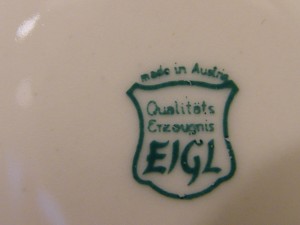 made in Austria
Qualitäts
Erzeugnis
EIGL